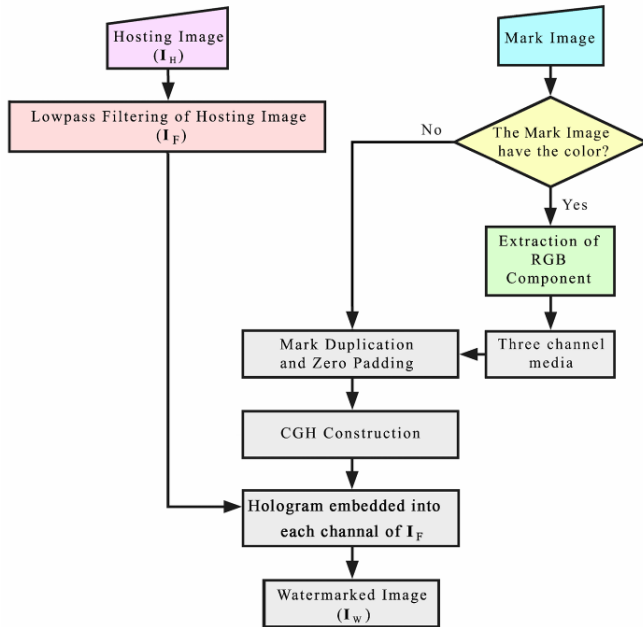 Hosting Image
(I_H)
Lowpass Filtering of Hosting Image
(I_F)
Mark Image
The Mark Image
have the color?
No
Yes
Extraction of
RGB
Component
Three channel
media
Mark Duplication
and Zero Padding
CGH Construction
Hologram embedded into
each channel of I_F
Watermarked Image
(I_W)